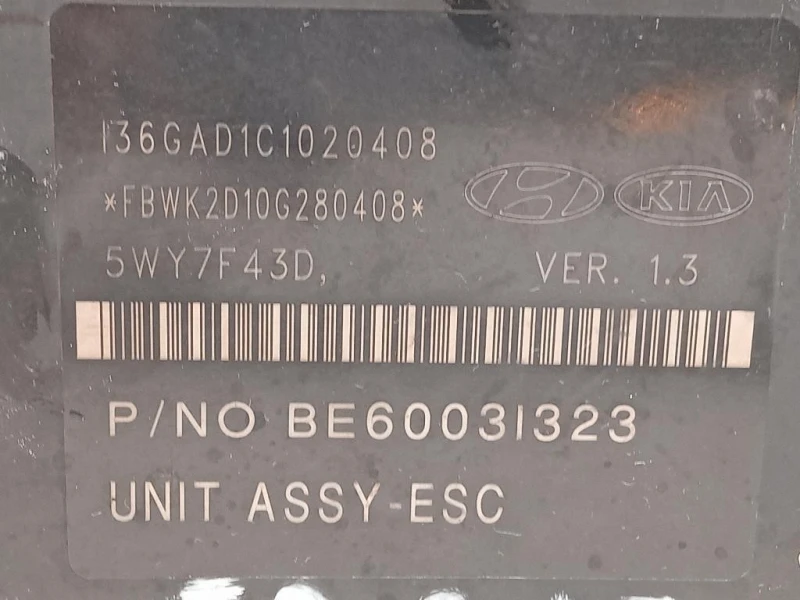 I36GAD1C1020408
*FBWK2D10G280408*
KIA
5WY7F43D, VER. 1.3
P/NO BE60031323
UNIT ASSY-ESC